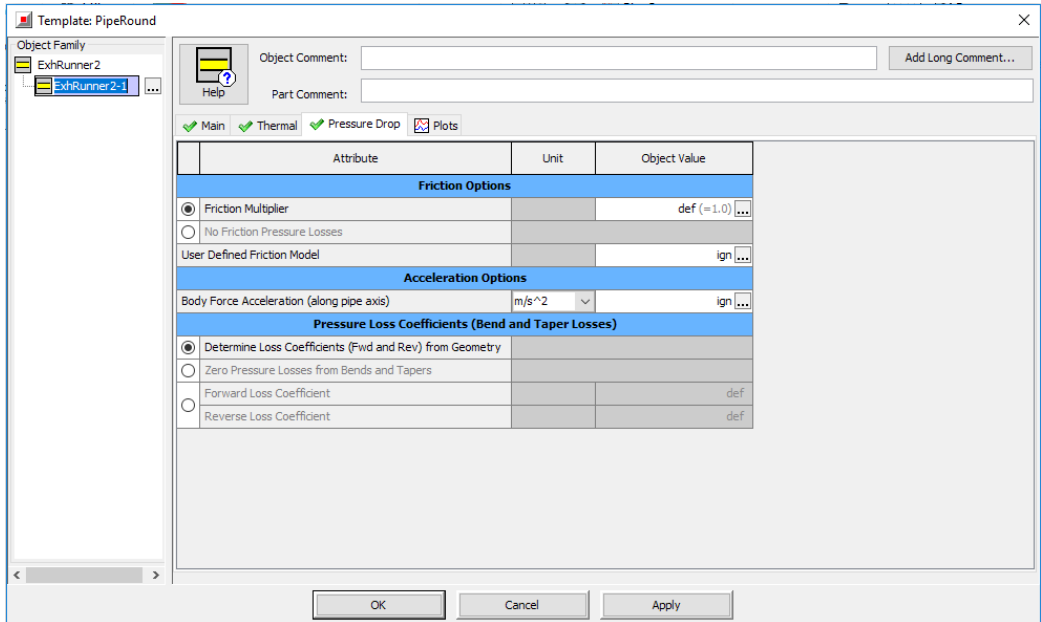 Template: PipeRound
Object Family
ExhRunner2
ExhRunner2-1
...
Help
Object Comment:
Add Long Comment...
Part Comment:
Main
Thermal
Pressure Drop
Plots
Attribute Unit Object Value
Friction Options
Friction Multiplier def (=1.0) ...
No Friction Pressure Losses
User Defined Friction Model ign ...
Acceleration Options
Body Force Acceleration (along pipe axis) m/s^2 ign ...
Pressure Loss Coefficients (Bend and Taper Losses)
Determine Loss Coefficients (Fwd and Rev) from Geometry
Zero Pressure Losses from Bends and Tapers
Forward Loss Coefficient def
Reverse Loss Coefficient def
OK
Cancel
Apply